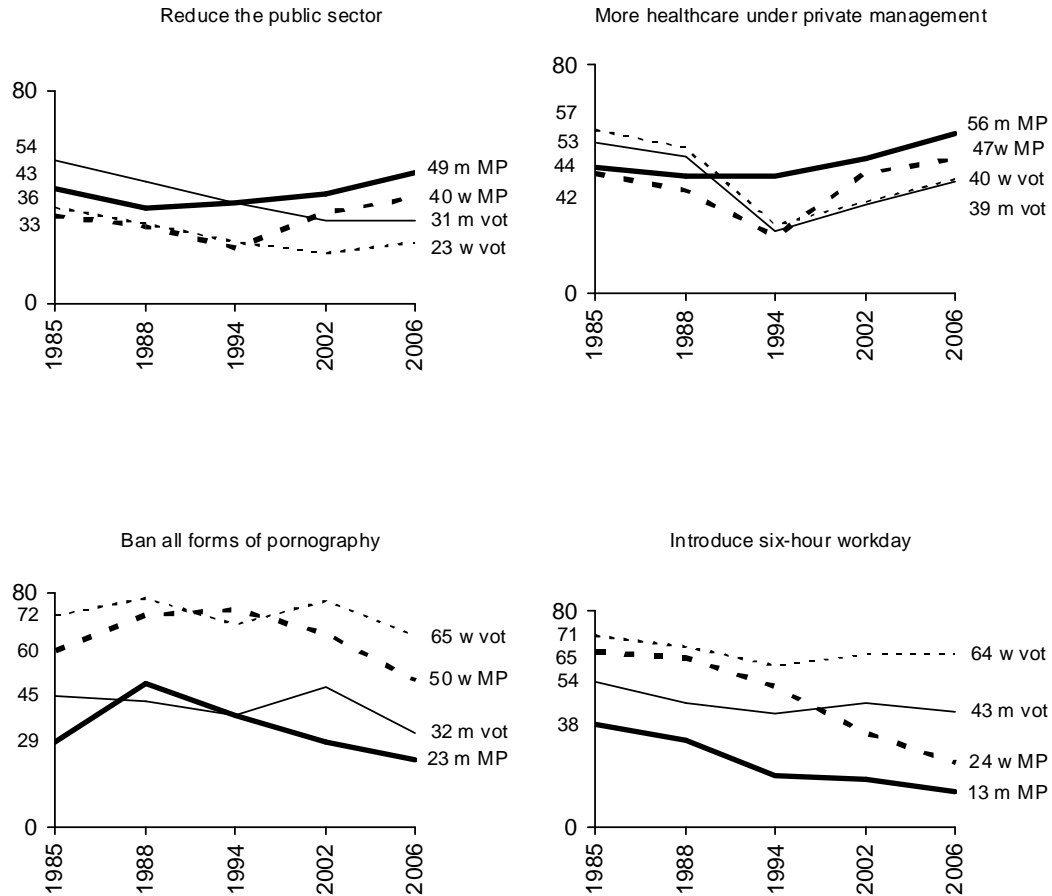 Reduce the public sector
80
54
43
36
33
0
49 m MP
40 w MP
31 m vot
23 w vot
1985
1988
1994
2002
2006
More healthcare under private management
80
57
53
44
42
0
56 m MP
47w MP
40 w vot
39 m vot
1985
1988
1994
2002
2006
Ban all forms of pornography
80
72
60
45
29
0
65 w vot
50 w MP
32 m vot
23 m MP
1985
1988
1994
2002
2006
Introduce six-hour workday
80
71
65
54
38
0
64 w vot
43 m vot
24 w MP
13 m MP
1985
1988
1994
2002
2006